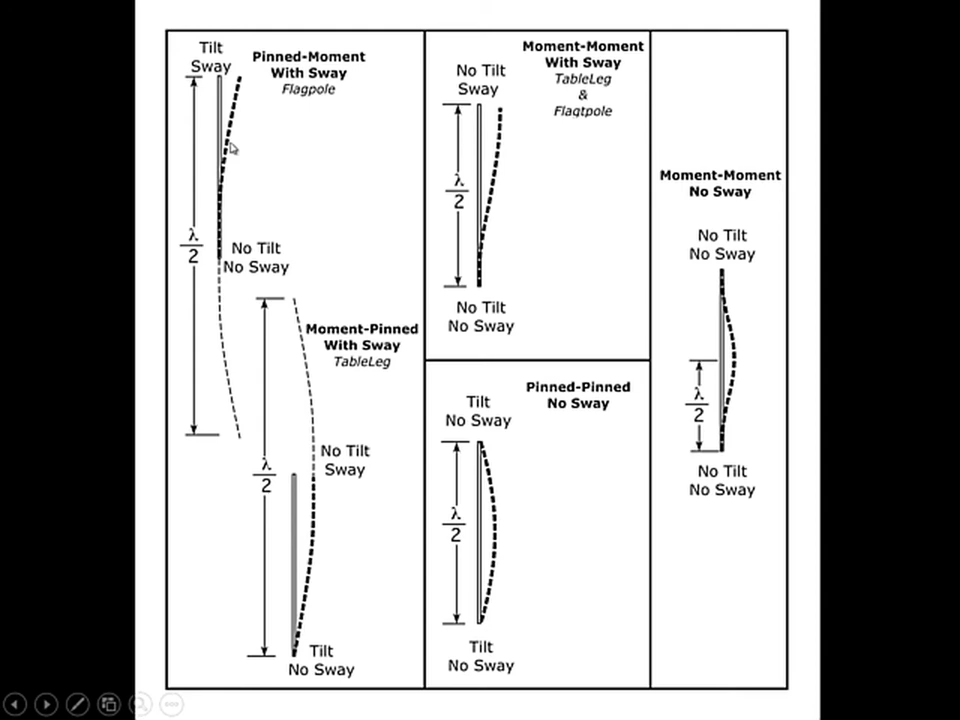 Tilt
Sway
Pinned-Moment
With Sway
Flagpole
λ
2
No Tilt
No Sway
Moment-Pinned
With Sway
TableLeg
No Tilt
Sway
λ
2
Tilt
No Sway
Moment-Moment
With Sway
TableLeg
&
Flagtpole
No Tilt
Sway
λ
2
No Tilt
No Sway
Pinned-Pinned
No Sway
Tilt
No Sway
λ
2
Tilt
No Sway
Moment-Moment
No Sway
No Tilt
No Sway
λ
2
No Tilt
No Sway